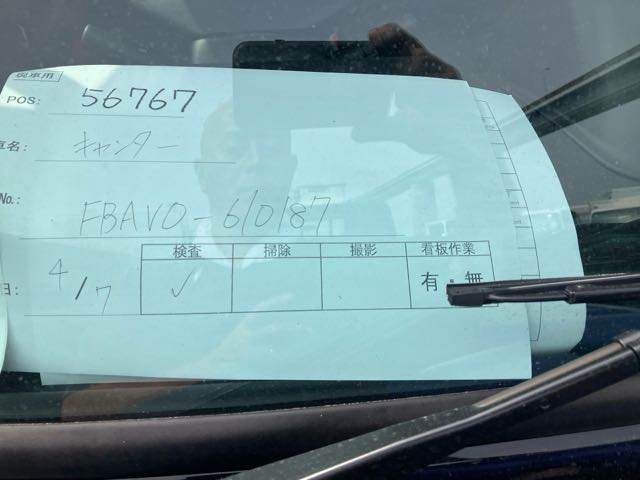 税車用
POS: 56767
車名: キャンター
No.: FBAV0-610187
日: 4/7
検査 掃除 撮影 看板作業
✓ 有・無